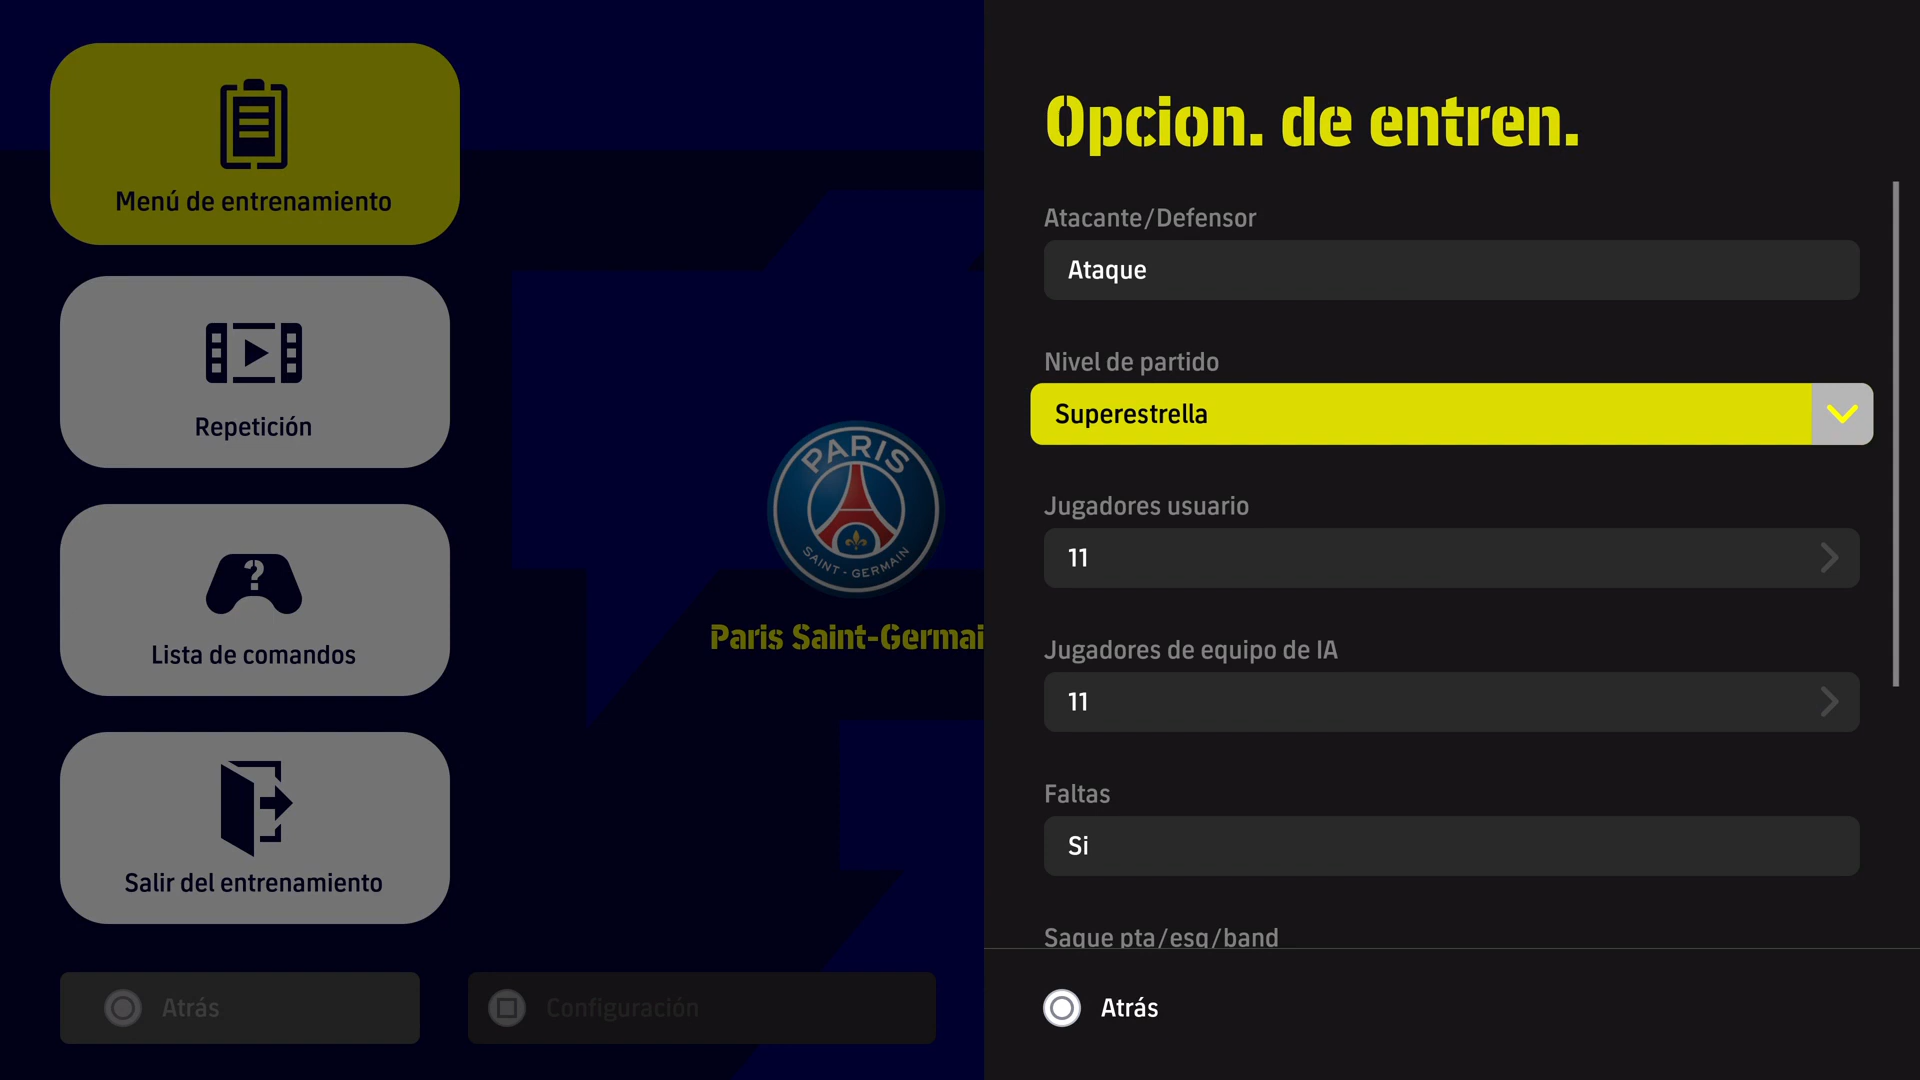 Menú de entrenamiento
Repetición
Lista de comandos
Salir del entrenamiento
Atrás
Configuración
PARIS
SAINT-GERMAIN
Paris Saint-Germai
Opcion. de entren.
Atacante/Defensor
Ataque
Nivel de partido
Superestrella
Jugadores usuario
11
Jugadores de equipo de IA
11
Faltas
Si
Saque pta/esq/band
Atrás